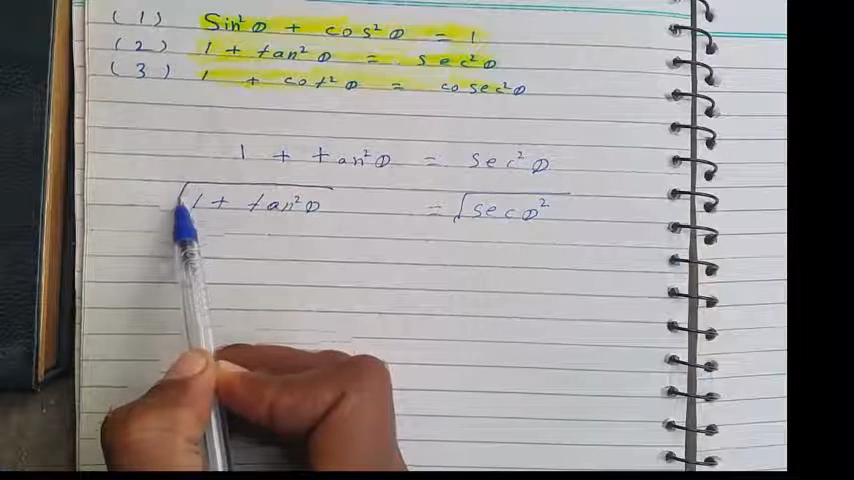 (1) Sin²θ + cos²θ = 1
(2) 1 + tan²θ = sec²θ
(3) 1 + cot²θ = cosec²θ
1 + tan²θ = sec²θ
√1 + tan²θ = √secθ²